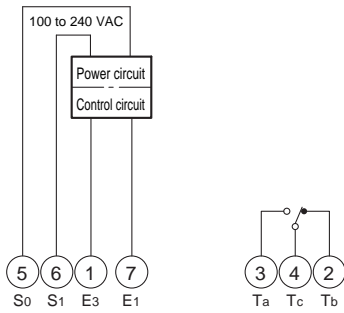 100 to 240 VAC
Power circuit
Control circuit
5 6 1 7
S0 S1 E3 E1
3 4 2
Ta Tc Tb